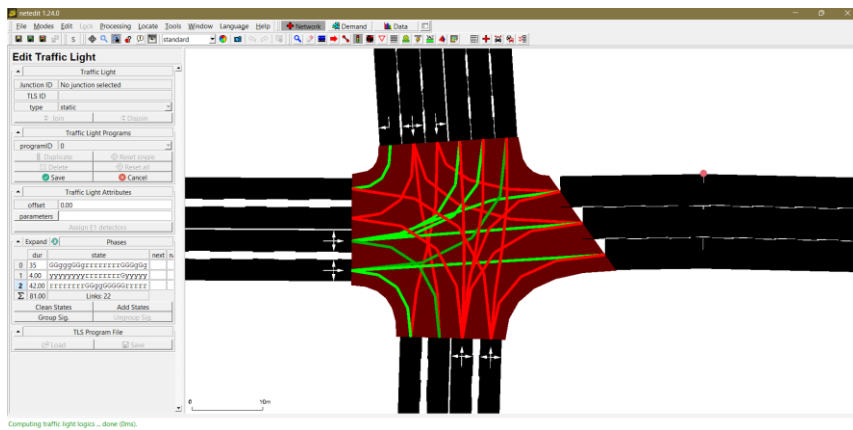 netedit 1.24.0
File Modes Edit Lock Processing Locate Tools Window Language Help Network Demand Data
S standard
Edit Traffic Light
Traffic Light
Junction ID No junction selected
TLS ID
type static
Join Disjoin
Traffic Light Programs
programID 0
Duplicate Reset single
Delete Reset all
Save Cancel
Traffic Light Attributes
offset 0.00
parameters
Assign E1 detectors
Expand Phases
dur state next
0 35
1 4.00
2 42.00
Σ 81.00 Links: 22
Clean States Add States
Group Sig. Ungroup Sig.
TLS Program File
Load Save
0 10m
Computing traffic light logics ... done (0ms).